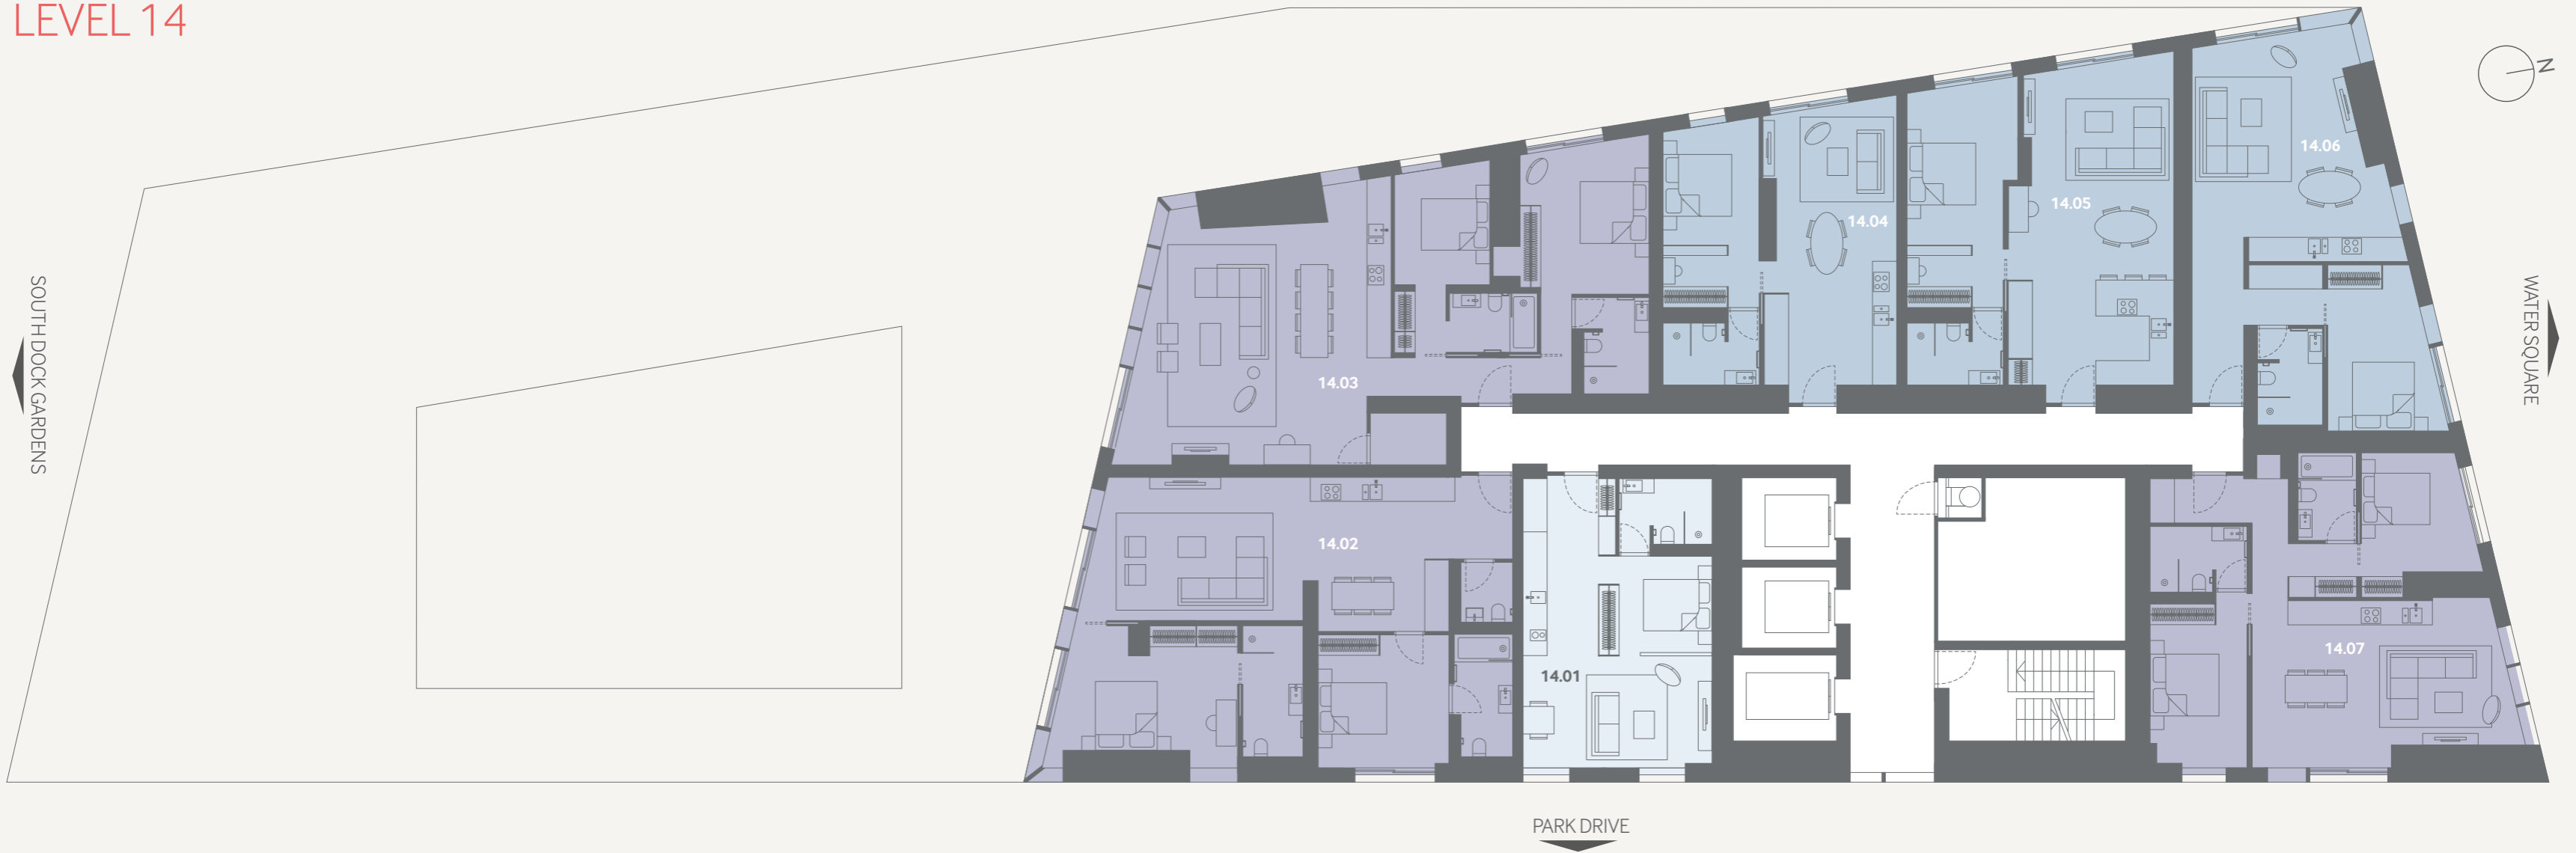 LEVEL 14
N
14.06
14.05
14.04
14.03
SOUTH DOCK GARDENS
WATER SQUARE
14.02
14.01
14.07
PARK DRIVE